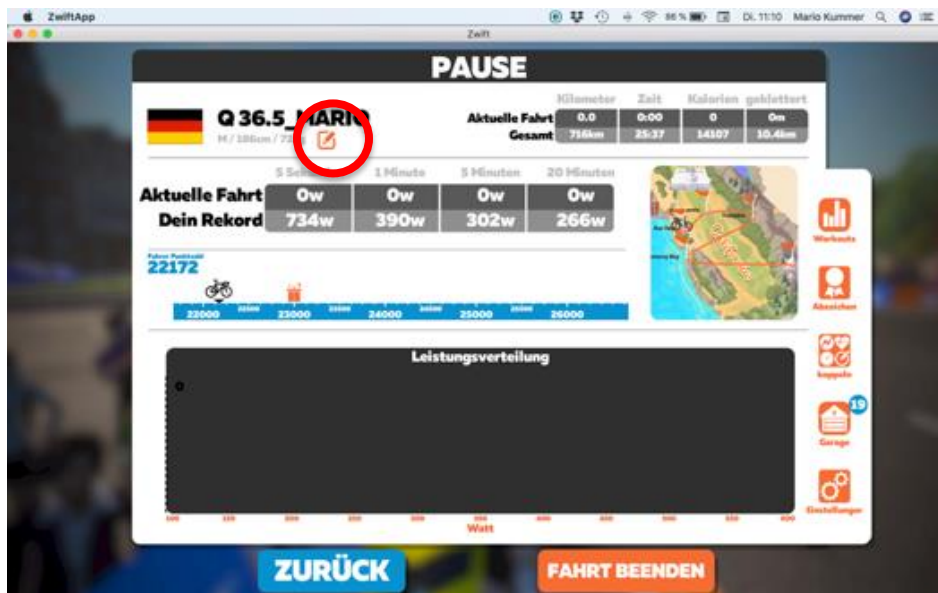 ZwiftApp
86 % Di. 11:10 Mario Kummer
Zwift
PAUSE
Kilometer Zeit Kalorien geklettert
Q 36.5_MARIO
Aktuelle Fahrt 0.0 0:00 0 0m
M / 186cm /
Gesamt 716km 25:37 14107 10.4km
1 Minute 5 Minuten 20 Minuten
Aktuelle Fahrt 0w 0w 0w 0w
Dein Rekord 734w 390w 302w 266w
Workouts
22172
Abzeichen
22000 22500 23000 24000 25000 26000
Leistungsverteilung
koppeln
19
Garage
Einstellungen
Watt
ZURÜCK
FAHRT BEENDEN